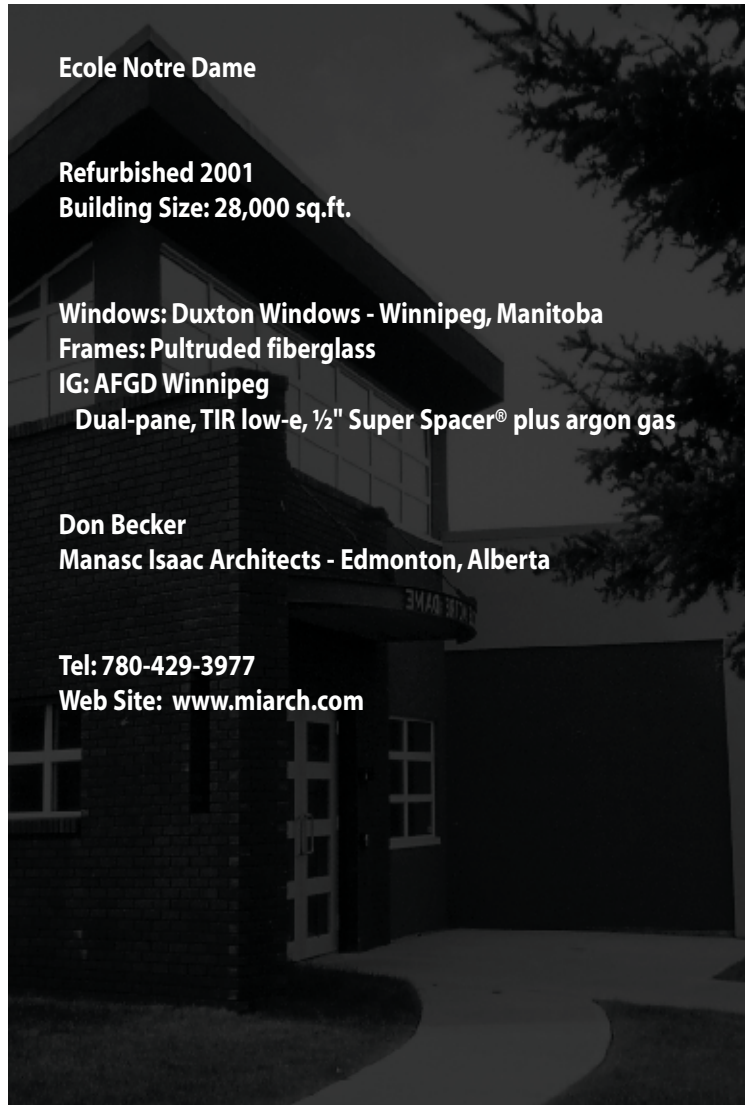 Ecole Notre Dame
Refurbished 2001
Building Size: 28,000 sq.ft.
Windows: Duxton Windows - Winnipeg, Manitoba
Frames: Pultruded fiberglass
IG: AFGD Winnipeg
Dual-pane, TIR low-e, ½" Super Spacer® plus argon gas
Don Becker
Manasc Isaac Architects - Edmonton, Alberta
NOTRE DAME
Tel: 780-429-3977
Web Site: www.miarch.com